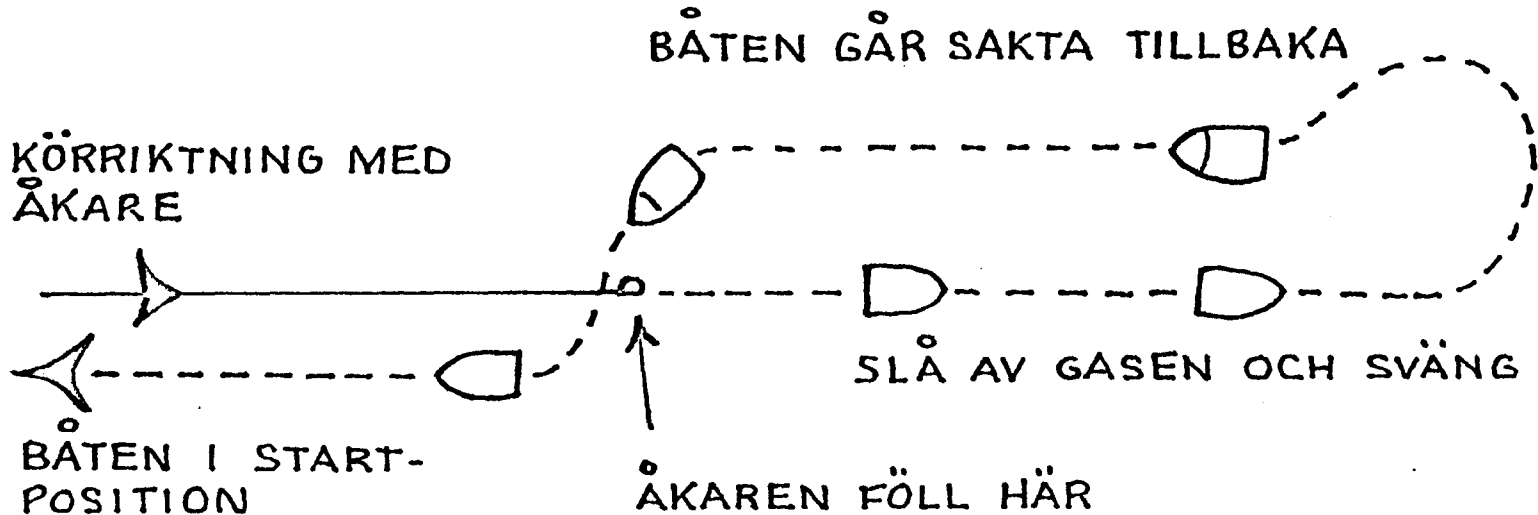 BÅTEN GÅR SAKTA TILLBAKA
KÖRRIKTNING MED
ÅKARE
SLÅ AV GASEN OCH SVÄNG
BÅTEN I START-
POSITION
ÅKAREN FÖLL HÄR